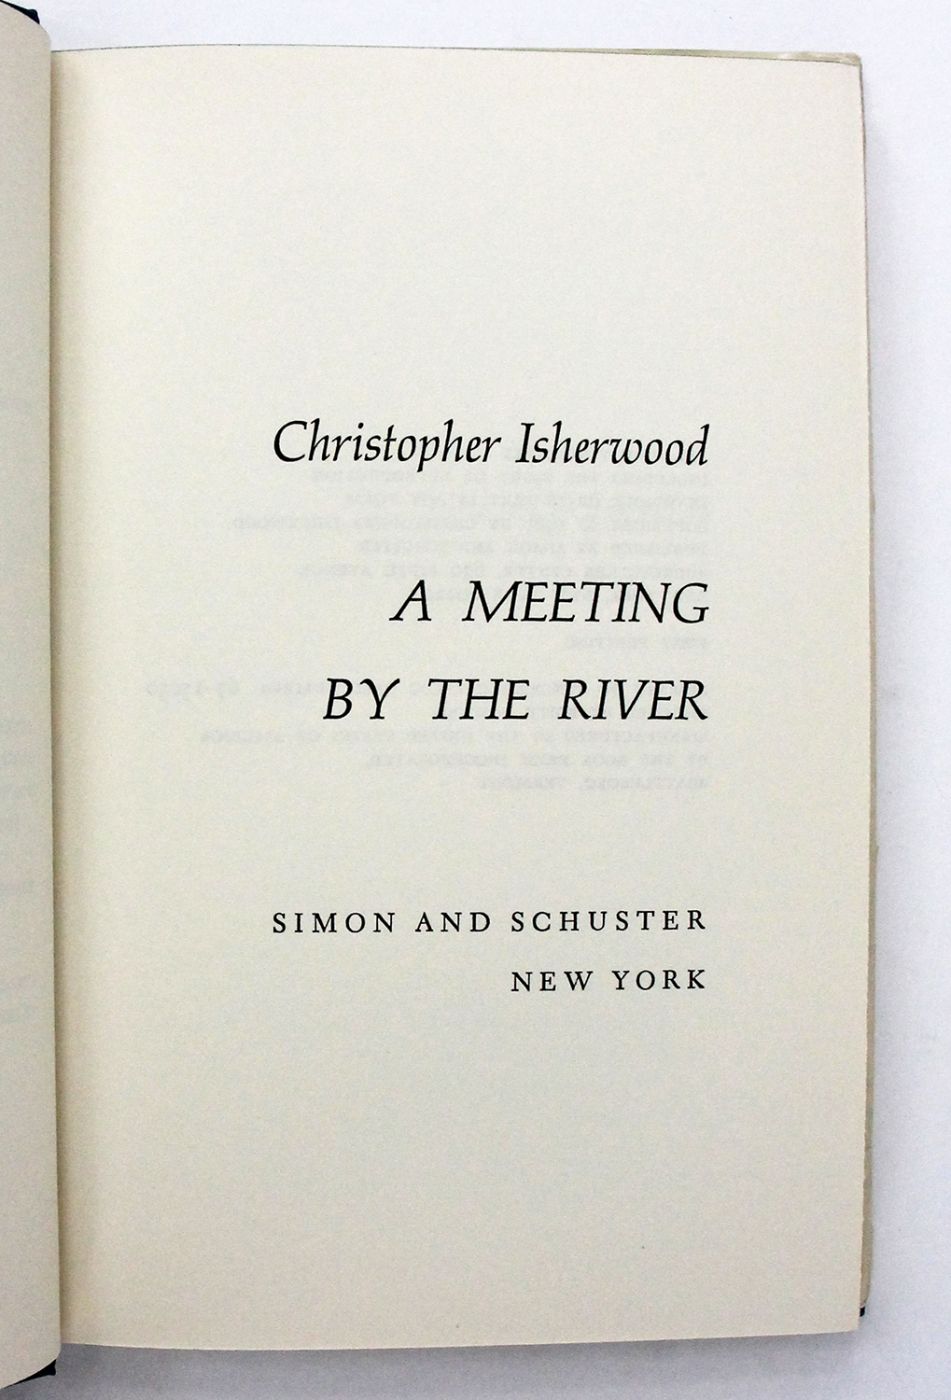 Christopher Isherwood
A MEETING
BY THE RIVER
SIMON AND SCHUSTER
NEW YORK